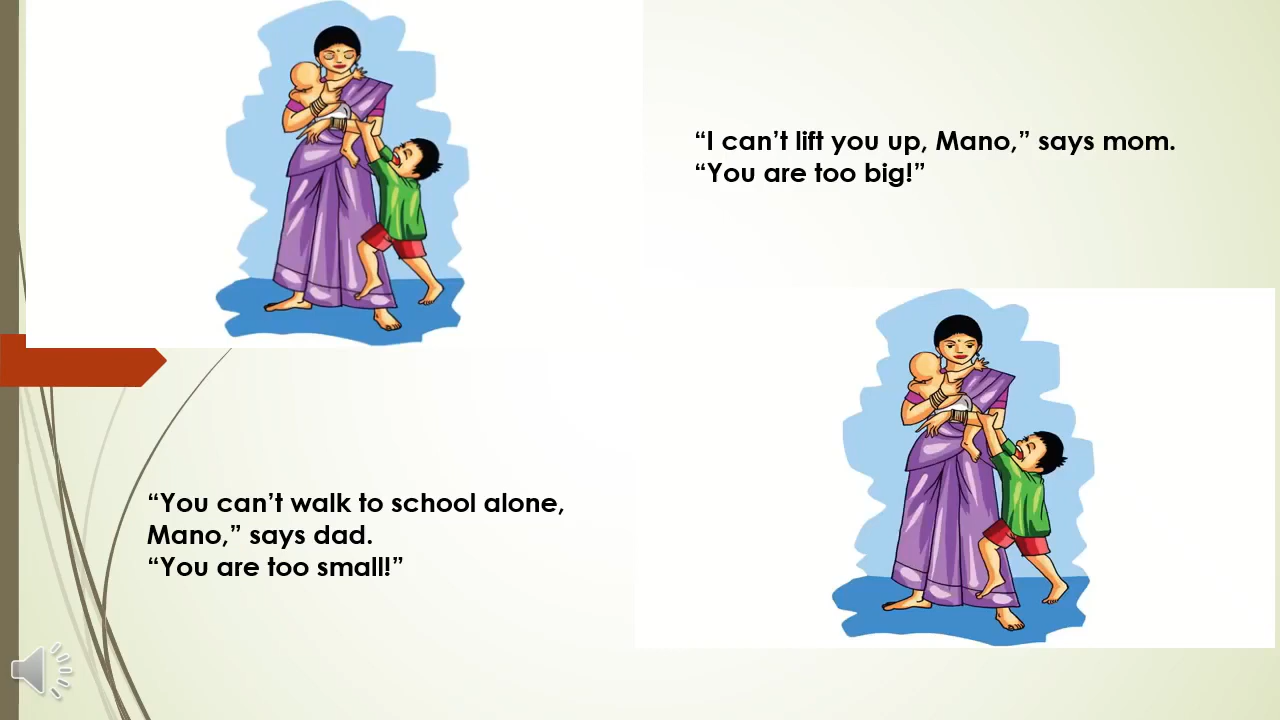 “I can’t lift you up, Mano,” says mom.
“You are too big!”
“You can’t walk to school alone,
Mano,” says dad.
“You are too small!”